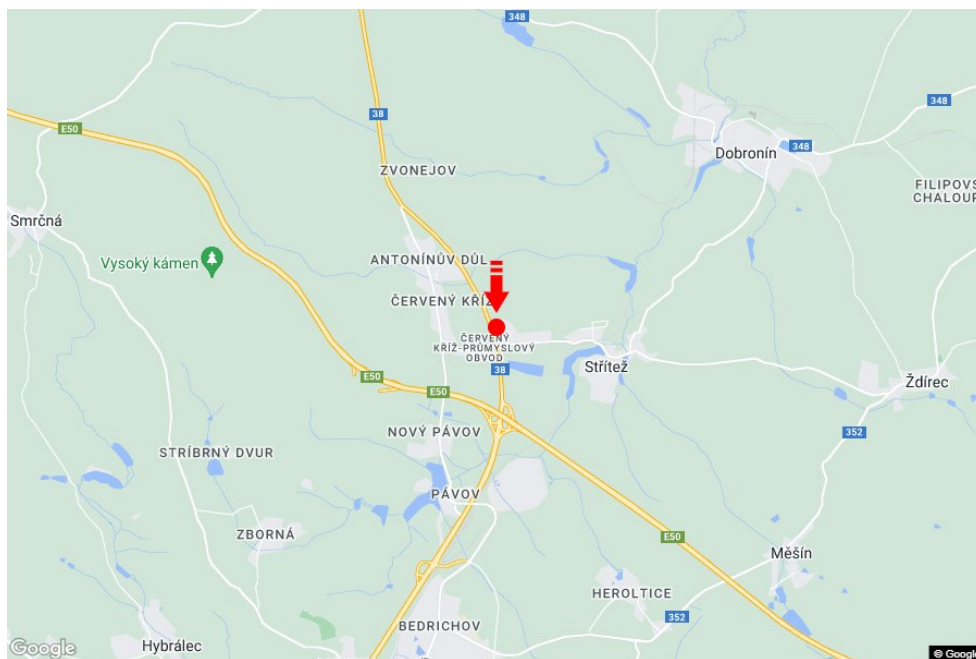 348
E50
38
348
Dobronín
348
ZVONEJOV
FILIPOVS
CHALOUP
Smrčná
Vysoký kámen
ANTONÍNŮV DŮL
ČERVENÝ KŘÍŽ
ČERVENÝ
KŘÍŽ-PRŮMYSLOVÝ
OBVOD
38
Střítež
E50
E50
Ždírec
352
NOVÝ PÁVOV
STRÍBRNÝ DVUR
PÁVOV
ZBORNÁ
E50
Měšín
HEROLTICE
352
BEDRICHOV
Hybrálec
Google
© Google